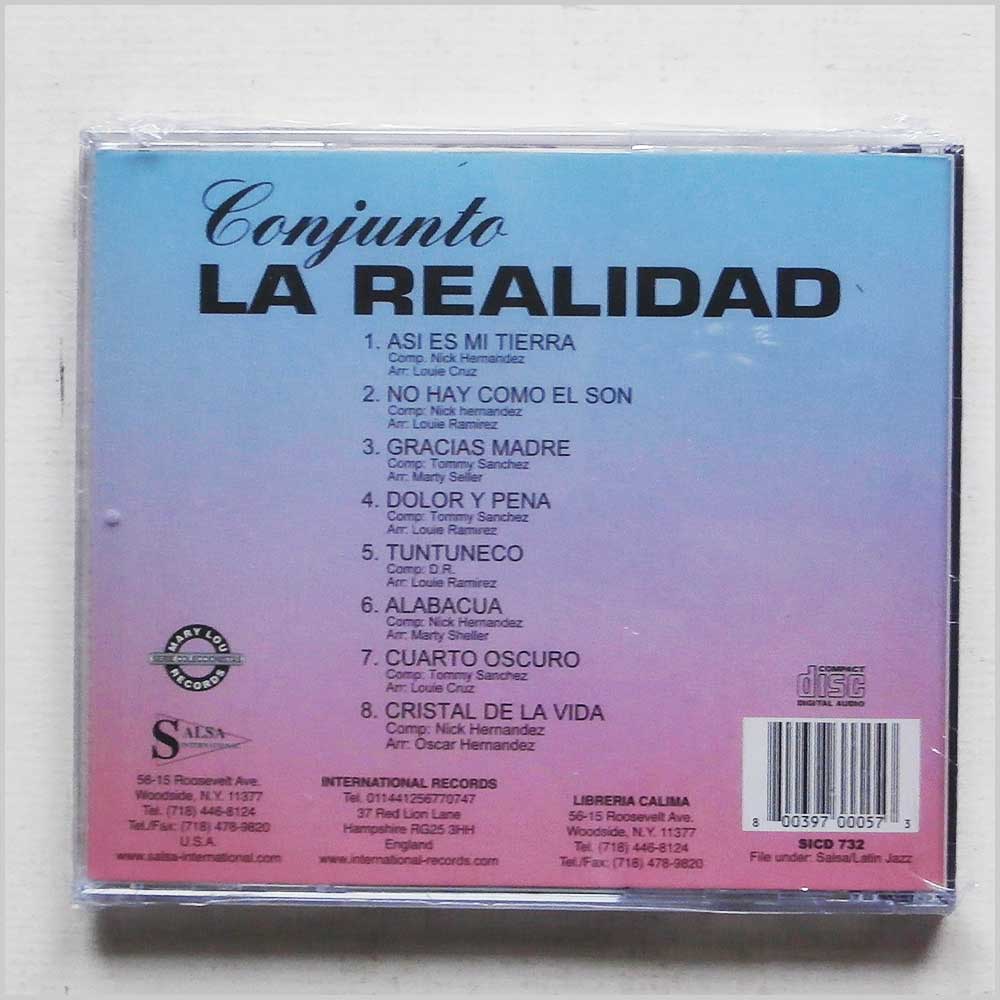 Conjunto
LA REALIDAD
1. ASI ES MI TIERRA
Comp. Nick Hernandez
Arr: Louie Cruz
2. NO HAY COMO EL SON
Comp: Nick hernandez
Arr: Louie Ramirez
3. GRACIAS MADRE
Comp: Tommy Sanchez
Arr: Marty Seller
4. DOLOR Y PENA
Comp: Tommy Sanchez
Arr: Louie Ramirez
5. TUNTUNECO
Comp: D.R.
Arr: Louie Ramirez
6. ALABACUA
Comp: Nick Hernandez
Arr: Marty Sheller
7. CUARTO OSCURO
Comp: Tommy Sanchez
Arr: Louie Cruz
8. CRISTAL DE LA VIDA
Comp: Nick Hernandez
Arr: Oscar Hernandez
MARY LOU
SERIE COLECCIONISTAS
RECORDS
SALSA
INTERNATIONAL
56-15 Roosevelt Ave.
Woodside, N.Y. 11377
Tel. (718) 446-8124
Tel./Fax: (718) 478-9820
U.S.A.
www.salsa-international.com
INTERNATIONAL RECORDS
Tel. 011441256770747
37 Red Lion Lane
Hampshire RG25 3HH
England
www.international-records.com
LIBRERIA CALIMA
56-15 Roosevelt Ave.
Woodside, N.Y. 11377
Tel. (718) 446-8124
Tel./Fax: (718) 478-9820
COMPACT
disc
DIGITAL AUDIO
8 00397 00057 3
SICD 732
File under: Salsa/Latin Jazz